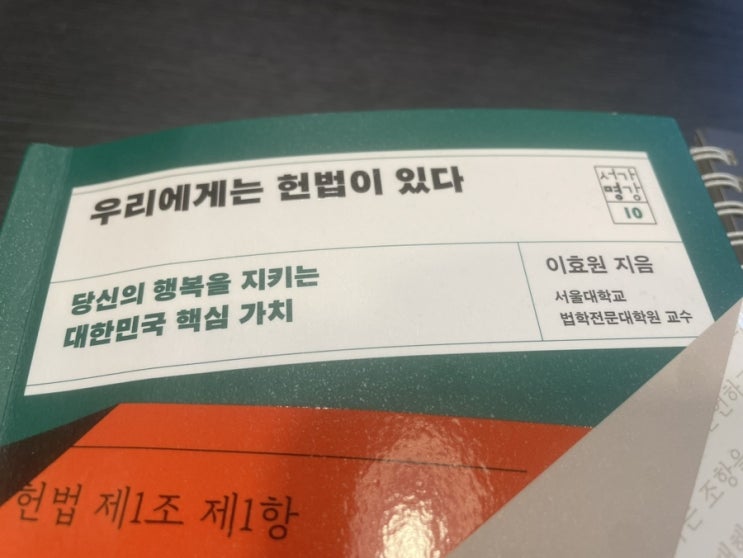 우리에게는 헌법이 있다
서가
명강
10
당신의 행복을 지키는
대한민국 핵심 가치
이효원 지음
서울대학교
법학전문대학원 교수
헌법 제1조 제1항
조항을